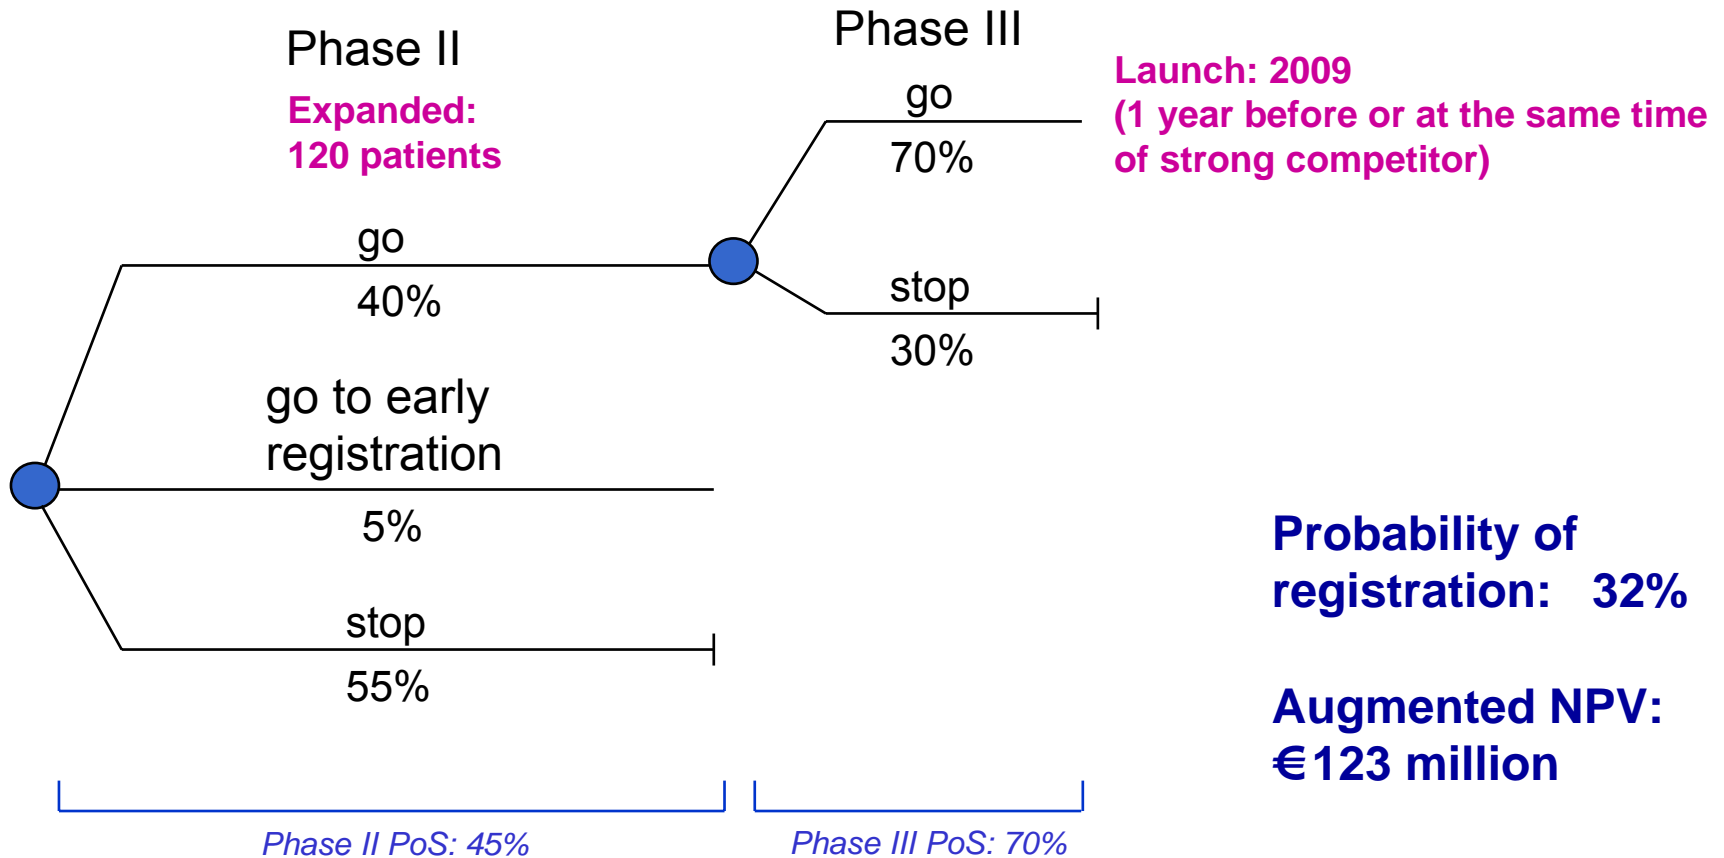 Phase II
Expanded:
120 patients
Phase III
go
70%
Launch: 2009
(1 year before or at the same time
of strong competitor)
go
40%
stop
30%
go to early
registration
5%
stop
55%
Probability of
registration: 32%
Augmented NPV:
€123 million
Phase II PoS: 45%
Phase III PoS: 70%